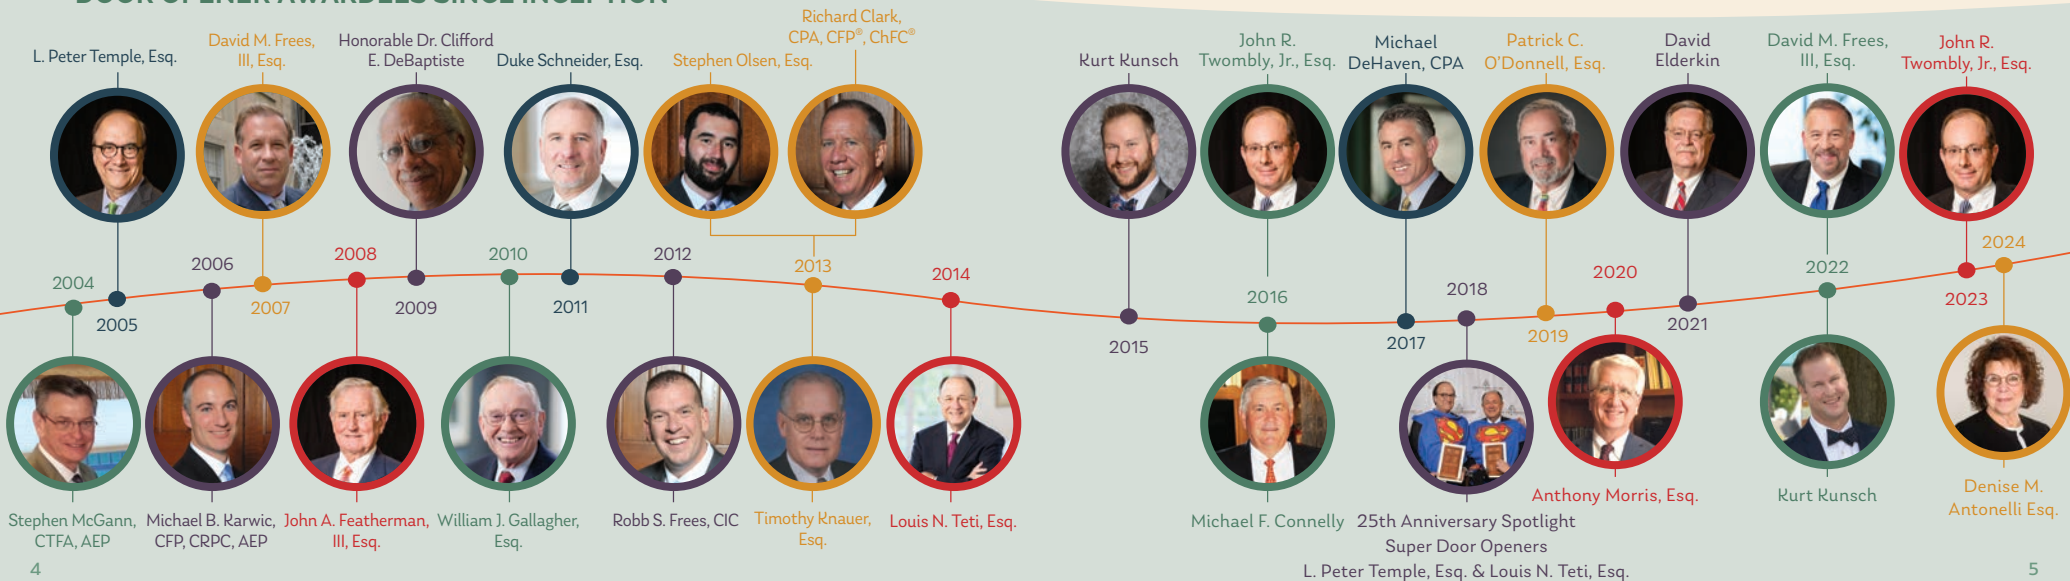 DOOR OPENER AWARDEES SINCE INCEPTION
L. Peter Temple, Esq.
David M. Frees,
III, Esq.
Honorable Dr. Clifford
E. DeBaptiste
Duke Schneider, Esq.
Stephen Olsen, Esq.
Richard Clark,
CPA, CFP®, ChFC®
Kurt Kunsch
John R.
Twombly, Jr., Esq.
Michael
DeHaven, CPA
Patrick C.
O'Donnell, Esq.
David
Elderkin
David M. Frees,
III, Esq.
John R.
Twombly, Jr., Esq.
2004
2005
2006
2007
2008
2009
2010
2011
2012
2013
2014
2015
2016
2017
2018
2019
2020
2021
2022
2023
2024
Stephen McGann,
CTFA, AEP
Michael B. Karwic,
CFP, CRPC, AEP
John A. Featherman,
III, Esq.
William J. Gallagher,
Esq.
Robb S. Frees, CIC
Timothy Knauer,
Esq.
Louis N. Teti, Esq.
Michael F. Connelly
25th Anniversary Spotlight
Super Door Openers
L. Peter Temple, Esq. & Louis N. Teti, Esq.
Anthony Morris, Esq.
Kurt Kunsch
Denise M.
Antonelli Esq.
4
5